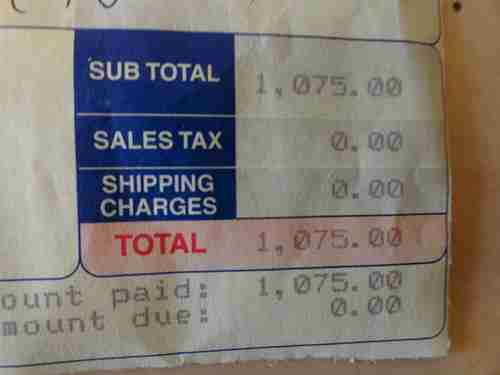 SUB TOTAL 1,075.00
SALES TAX 0.00
SHIPPING CHARGES 0.00
TOTAL 1,075.00
ount paid: 1,075.00
mount due: 0.00